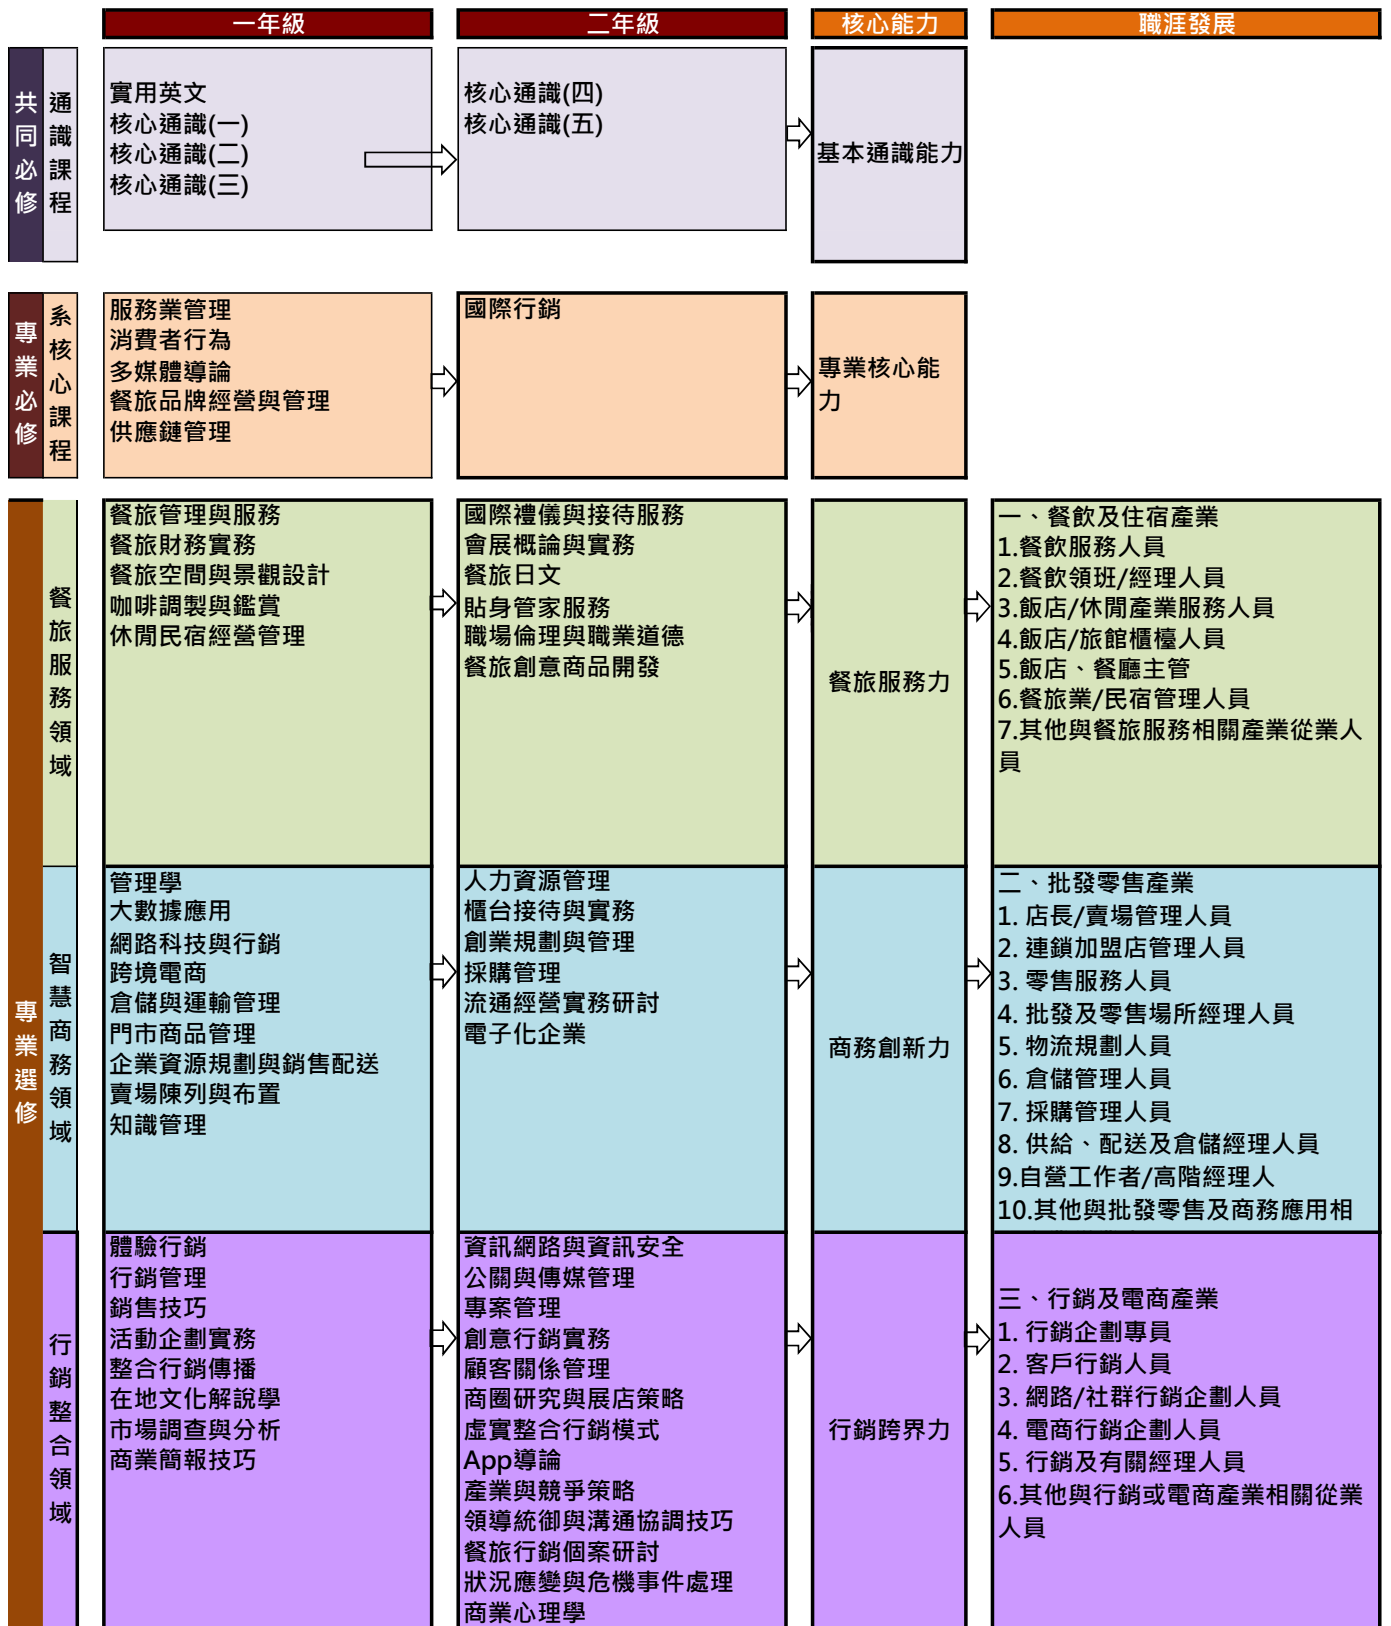 一年級
二年級
核心能力
職涯發展
共同必修
通識課程
實用英文
核心通識(一)
核心通識(二)
核心通識(三)
核心通識(四)
核心通識(五)
基本通識能力
專業必修
系核心課程
服務業管理
消費者行為
多媒體導論
餐旅品牌經營與管理
供應鏈管理
國際行銷
專業核心能
力
專業選修
餐旅服務領域
餐旅管理與服務
餐旅財務實務
餐旅空間與景觀設計
咖啡調製與鑑賞
休閒民宿經營管理
國際禮儀與接待服務
會展概論與實務
餐旅日文
貼身管家服務
職場倫理與職業道德
餐旅創意商品開發
餐旅服務力
一、餐飲及住宿產業
1.餐飲服務人員
2.餐飲領班/經理人員
3.飯店/休閒產業服務人員
4.飯店/旅館櫃檯人員
5.飯店、餐廳主管
6.餐旅業/民宿管理人員
7.其他與餐旅服務相關產業從業人
員
智慧商務領域
管理學
大數據應用
網路科技與行銷
跨境電商
倉儲與運輸管理
門市商品管理
企業資源規劃與銷售配送
賣場陳列與布置
知識管理
人力資源管理
櫃台接待與實務
創業規劃與管理
採購管理
流通經營實務研討
電子化企業
商務創新力
二、批發零售產業
1. 店長/賣場管理人員
2. 連鎖加盟店管理人員
3. 零售服務人員
4. 批發及零售場所經理人員
5. 物流規劃人員
6. 倉儲管理人員
7. 採購管理人員
8. 供給、配送及倉儲經理人員
9.自營工作者/高階經理人
10.其他與批發零售及商務應用相
行銷整合領域
體驗行銷
行銷管理
銷售技巧
活動企劃實務
整合行銷傳播
在地文化解說學
市場調查與分析
商業簡報技巧
資訊網路與資訊安全
公關與傳媒管理
專案管理
創意行銷實務
顧客關係管理
商圈研究與展店策略
虛實整合行銷模式
App導論
產業與競爭策略
領導統御與溝通協調技巧
餐旅行銷個案研討
狀況應變與危機事件處理
商業心理學
行銷跨界力
三、行銷及電商產業
1. 行銷企劃專員
2. 客戶行銷人員
3. 網路/社群行銷企劃人員
4. 電商行銷企劃人員
5. 行銷及有關經理人員
6.其他與行銷或電商產業相關從業
人員